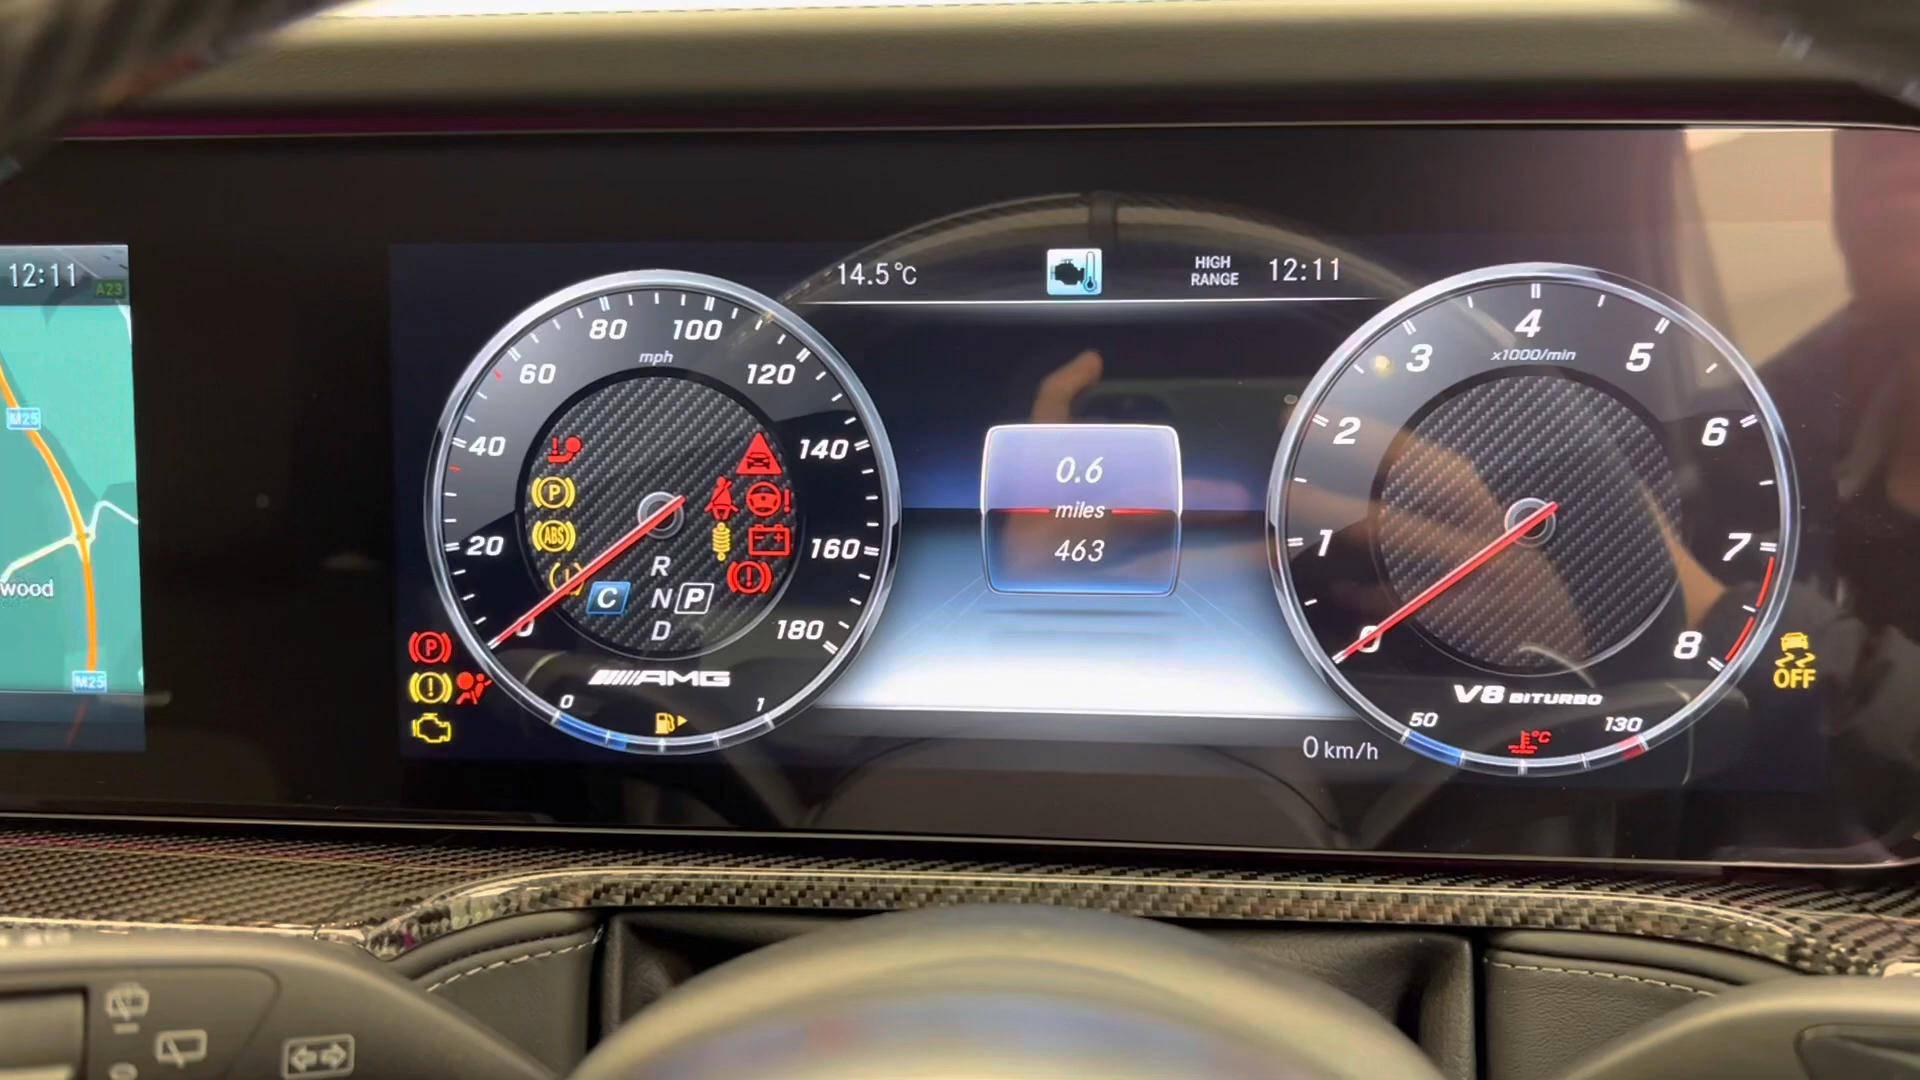 12:11
A23
M25
wood
M25
14.5°C
HIGH
RANGE
12:11
0
20
40
60
80
100
120
140
160
180
mph
P
ABS
R
C
N P
D
AMG
0
1
P
0.6
miles
463
0 km/h
0
1
2
3
4
5
6
7
8
x1000/min
V8 BITURBO
50
130
°C
OFF